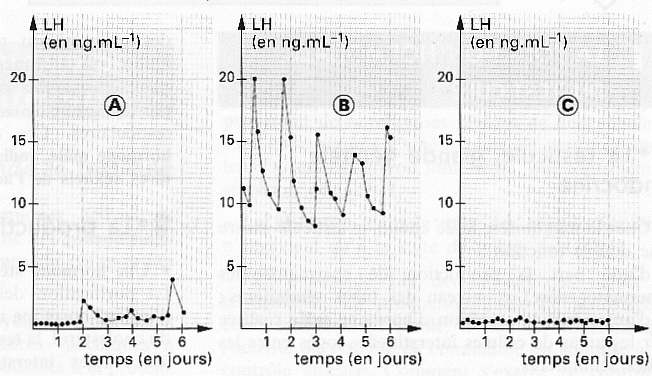 LH
(en ng.mL⁻¹)
20
15
10
5
A
1 2 3 4 5 6
temps (en jours)
LH
(en ng.mL⁻¹)
20
15
10
5
B
1 2 3 4 5 6
temps (en jours)
LH
(en ng.mL⁻¹)
20
15
10
5
C
1 2 3 4 5 6
temps (en jours)